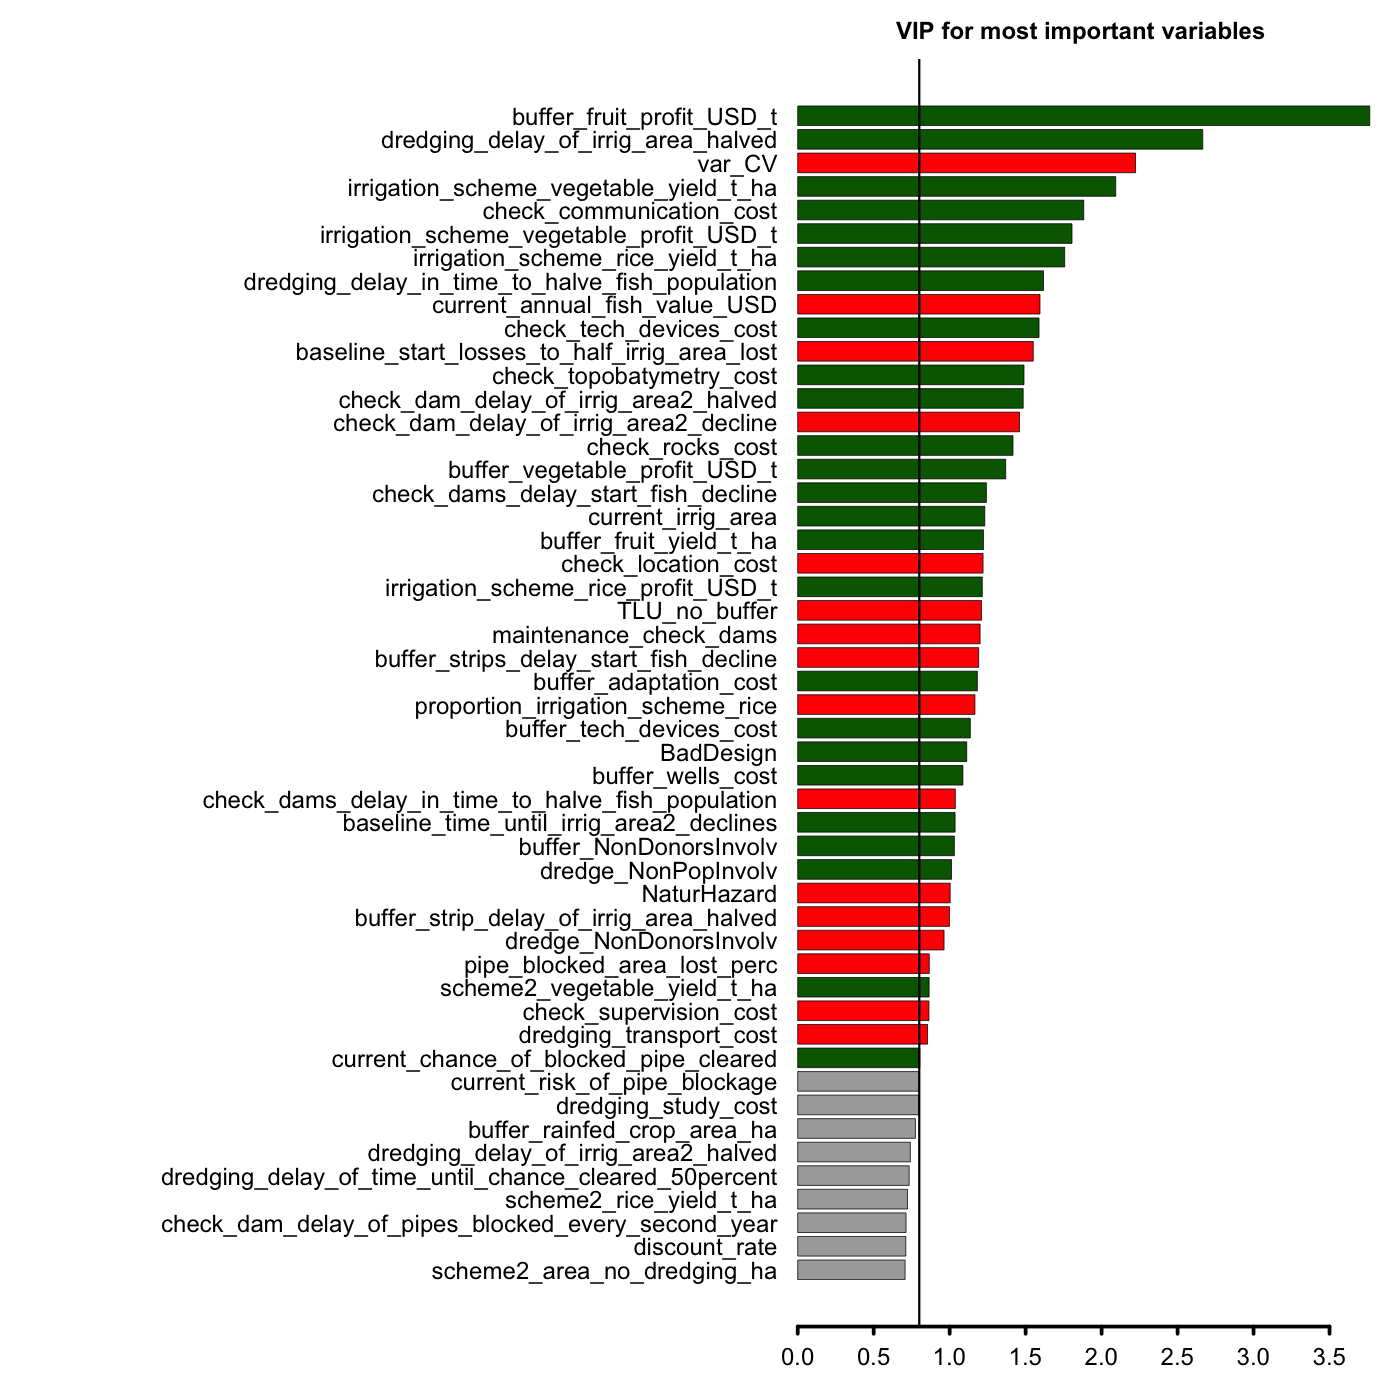 VIP for most important variables
buffer_fruit_profit_USD_t
dredging_delay_of_irrig_area_halved
var_CV
irrigation_scheme_vegetable_yield_t_ha
check_communication_cost
irrigation_scheme_vegetable_profit_USD_t
irrigation_scheme_rice_yield_t_ha
dredging_delay_in_time_to_halve_fish_population
current_annual_fish_value_USD
check_tech_devices_cost
baseline_start_losses_to_half_irrig_area_lost
check_topobatymetry_cost
check_dam_delay_of_irrig_area2_halved
check_dam_delay_of_irrig_area2_decline
check_rocks_cost
buffer_vegetable_profit_USD_t
check_dams_delay_start_fish_decline
current_irrig_area
buffer_fruit_yield_t_ha
check_location_cost
irrigation_scheme_rice_profit_USD_t
TLU_no_buffer
maintenance_check_dams
buffer_strips_delay_start_fish_decline
buffer_adaptation_cost
proportion_irrigation_scheme_rice
buffer_tech_devices_cost
BadDesign
buffer_wells_cost
check_dams_delay_in_time_to_halve_fish_population
baseline_time_until_irrig_area2_declines
buffer_NonDonorsInvolv
dredge_NonPopInvolv
NaturHazard
buffer_strip_delay_of_irrig_area_halved
dredge_NonDonorsInvolv
pipe_blocked_area_lost_perc
scheme2_vegetable_yield_t_ha
check_supervision_cost
dredging_transport_cost
current_chance_of_blocked_pipe_cleared
current_risk_of_pipe_blockage
dredging_study_cost
buffer_rainfed_crop_area_ha
dredging_delay_of_irrig_area2_halved
dredging_delay_of_time_until_chance_cleared_50percent
scheme2_rice_yield_t_ha
check_dam_delay_of_pipes_blocked_every_second_year
discount_rate
scheme2_area_no_dredging_ha
0.0 0.5 1.0 1.5 2.0 2.5 3.0 3.5